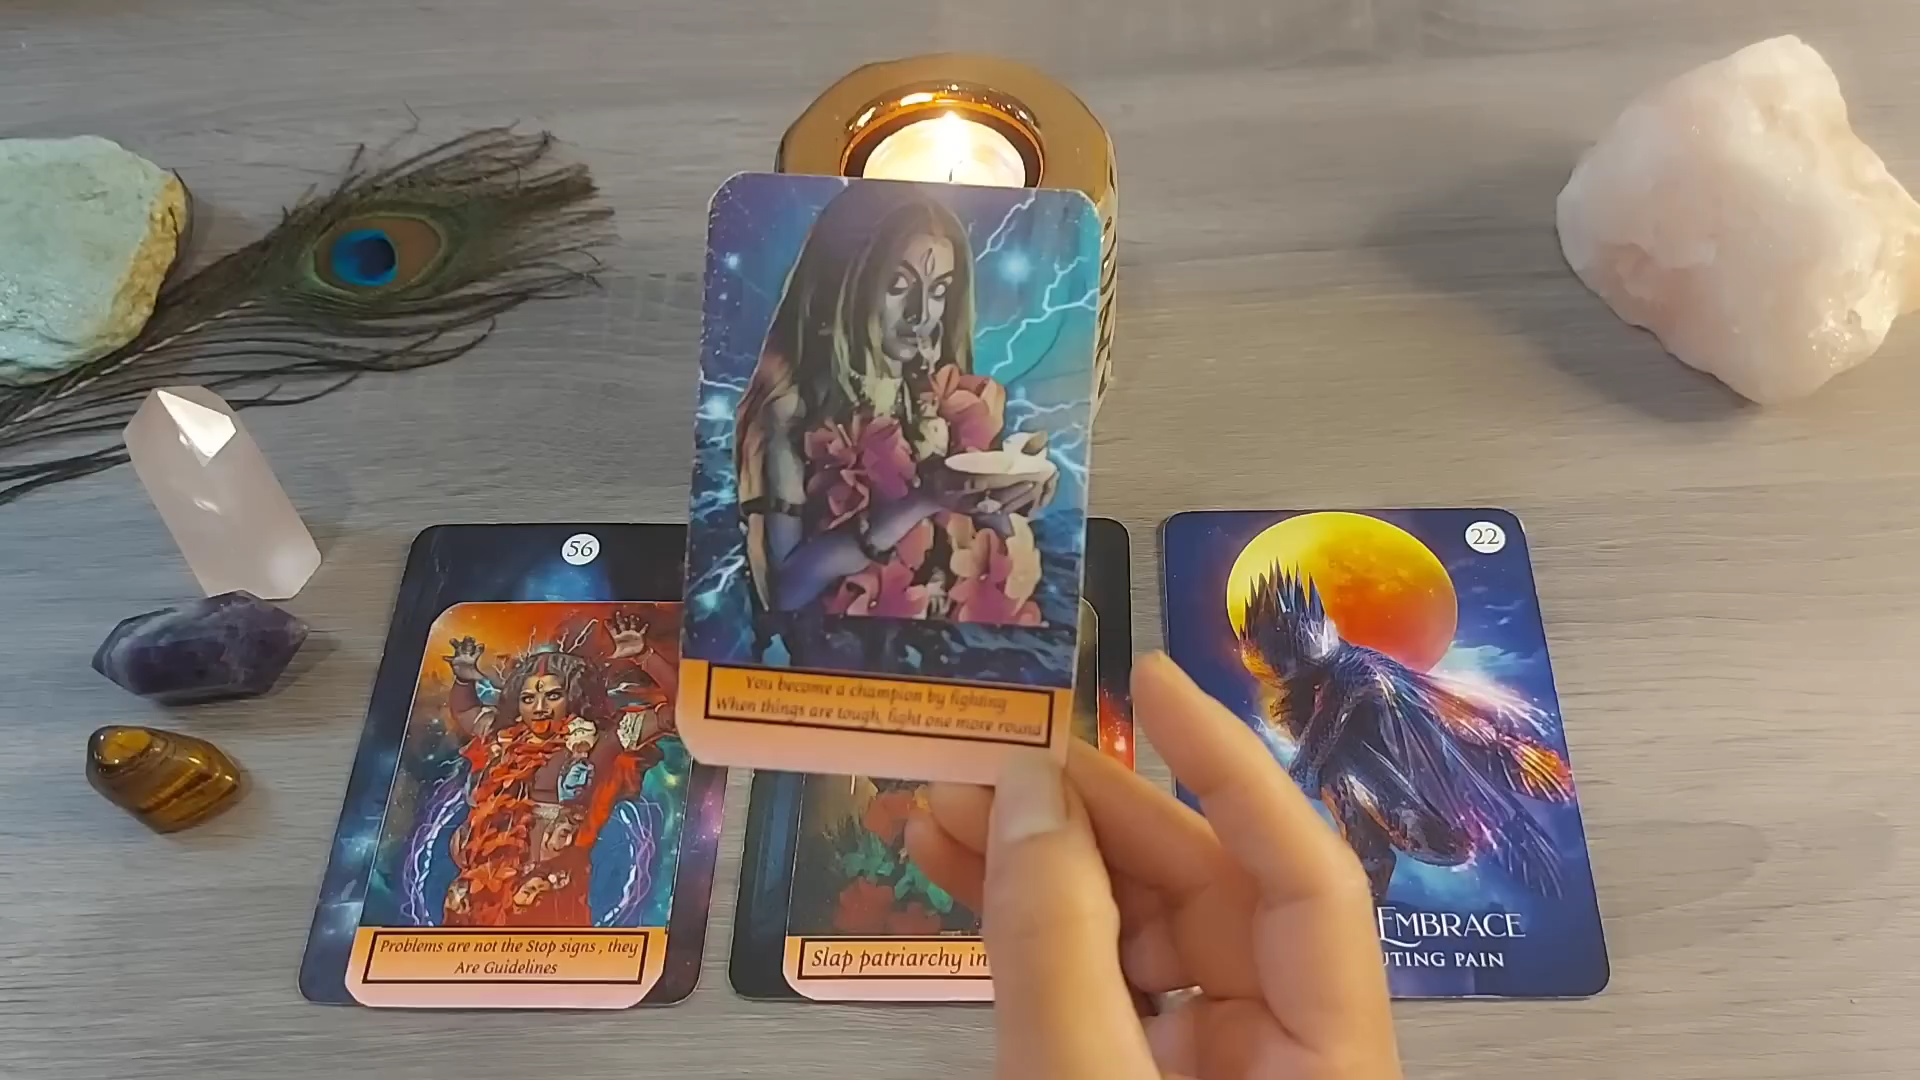 You become a champion by fighting
When things are tough, fight one more round
56
22
Problems are not the Stop signs , they
Are Guidelines
Slap patriarchy in
EMBRACE
UTING PAIN